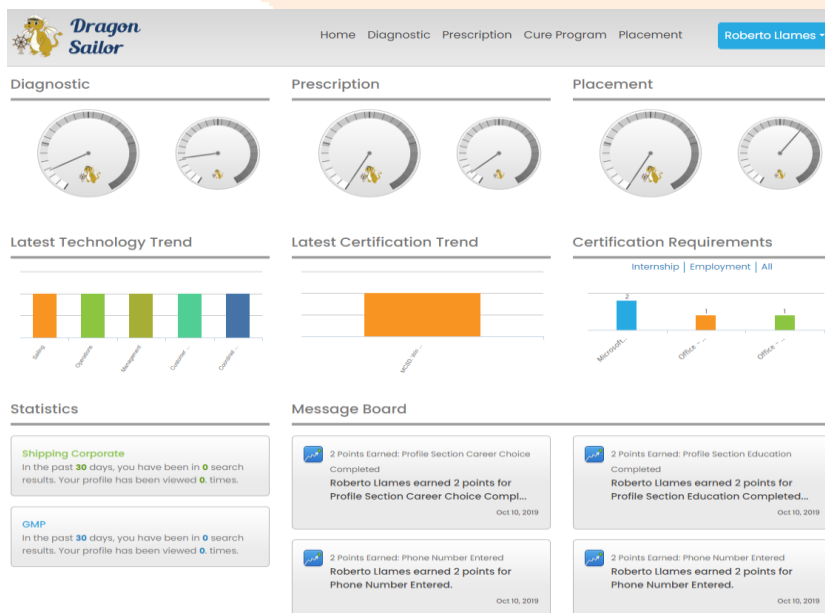 Dragon
Sailor
Home Diagnostic Prescription Cure Program Placement
Roberto Llames
Diagnostic
Prescription
Placement
Latest Technology Trend
Latest Certification Trend
Certification Requirements
Internship | Employment | All
2
1
1
Selling
Operations
Management
Customer ...
Coordinat ...
MCSD: Win ...
Microsoft...
Office - ...
Office - ...
Statistics
Message Board
Shipping Corporate
In the past 30 days, you have been in 0 search
results. Your profile has been viewed 0. times.
GMP
In the past 30 days, you have been in 0 search
results. Your profile has been viewed 0. times.
2 Points Earned: Profile Section Career Choice
Completed
Roberto Llames earned 2 points for
Profile Section Career Choice Compl...
Oct 10, 2019
2 Points Earned: Profile Section Education
Completed
Roberto Llames earned 2 points for
Profile Section Education Completed...
Oct 10, 2019
2 Points Earned: Phone Number Entered
Roberto Llames earned 2 points for
Phone Number Entered.
Oct 10, 2019
2 Points Earned: Phone Number Entered
Roberto Llames earned 2 points for
Phone Number Entered.
Oct 10, 2019